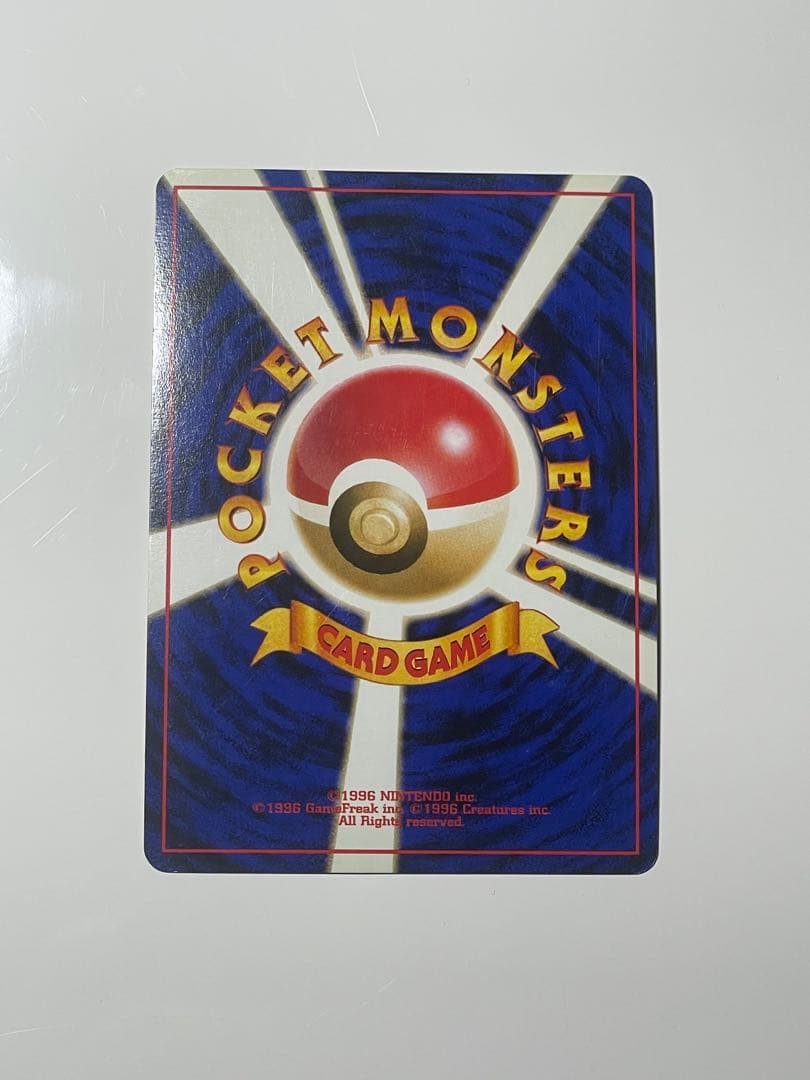 POCKET MONSTERS
CARD GAME
©1996 NINTENDO inc.
©1996 GameFreak inc. ©1996 Creatures inc.
All Rights reserved.